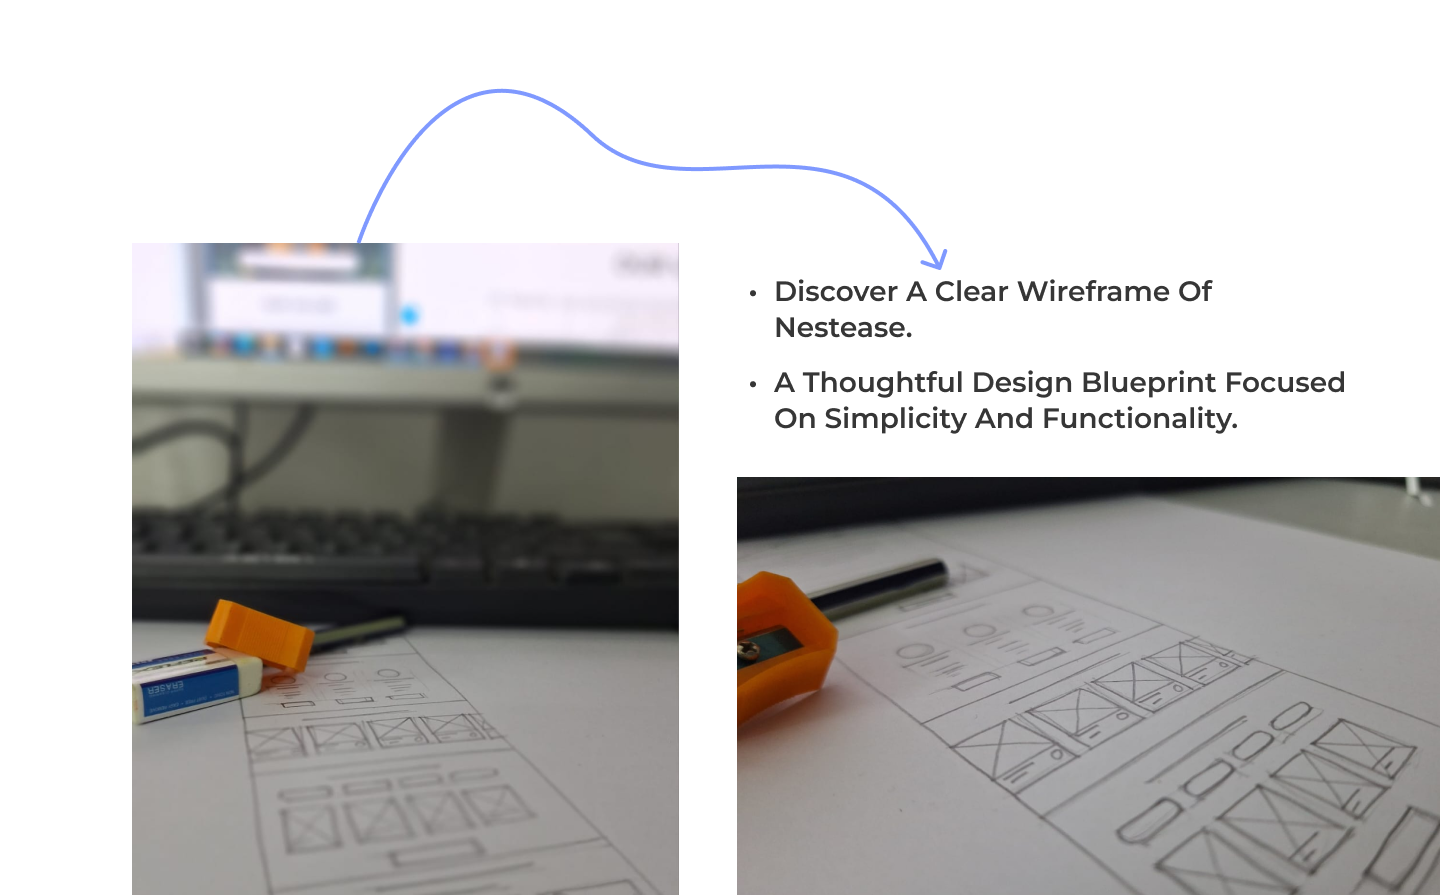 Discover A Clear Wireframe Of
Nestease.
A Thoughtful Design Blueprint Focused
On Simplicity And Functionality.
ERASER